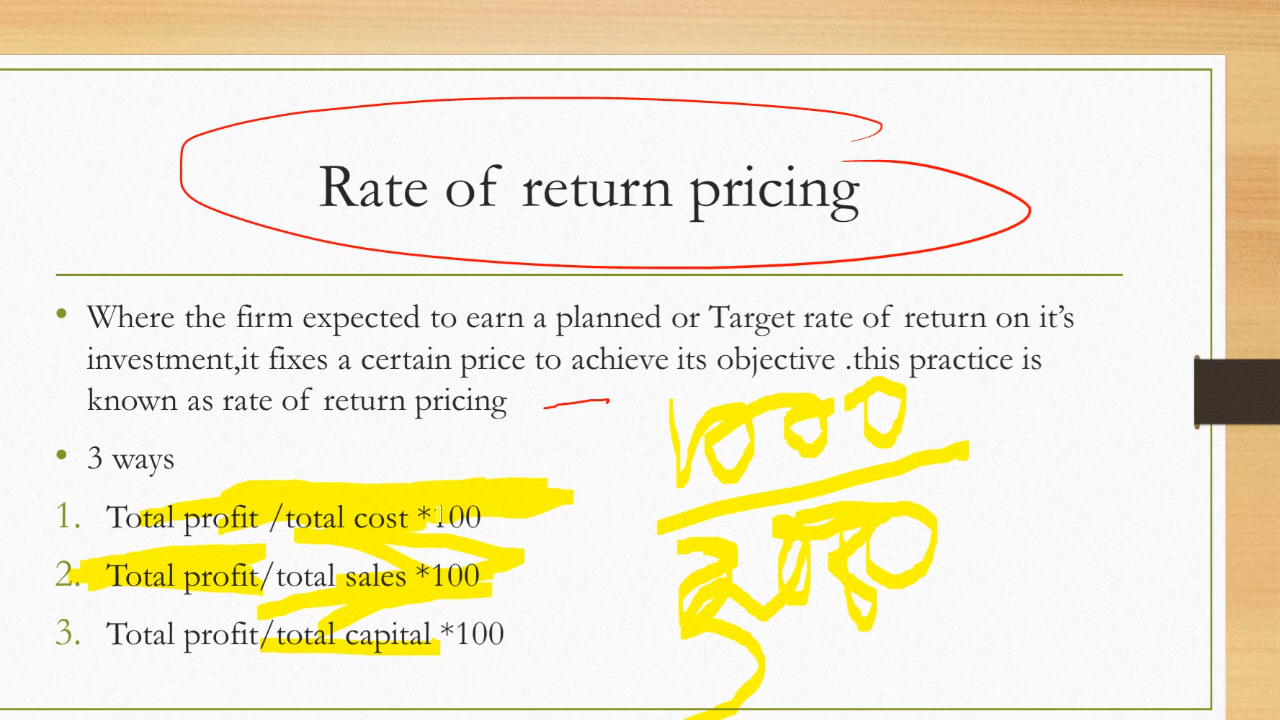 Rate of return pricing
• Where the firm expected to earn a planned or Target rate of return on it’s
investment,it fixes a certain price to achieve its objective .this practice is
known as rate of return pricing
• 3 ways
1. Total profit /total cost *100
2. Total profit/total sales *100
3. Total profit/total capital *100
1000